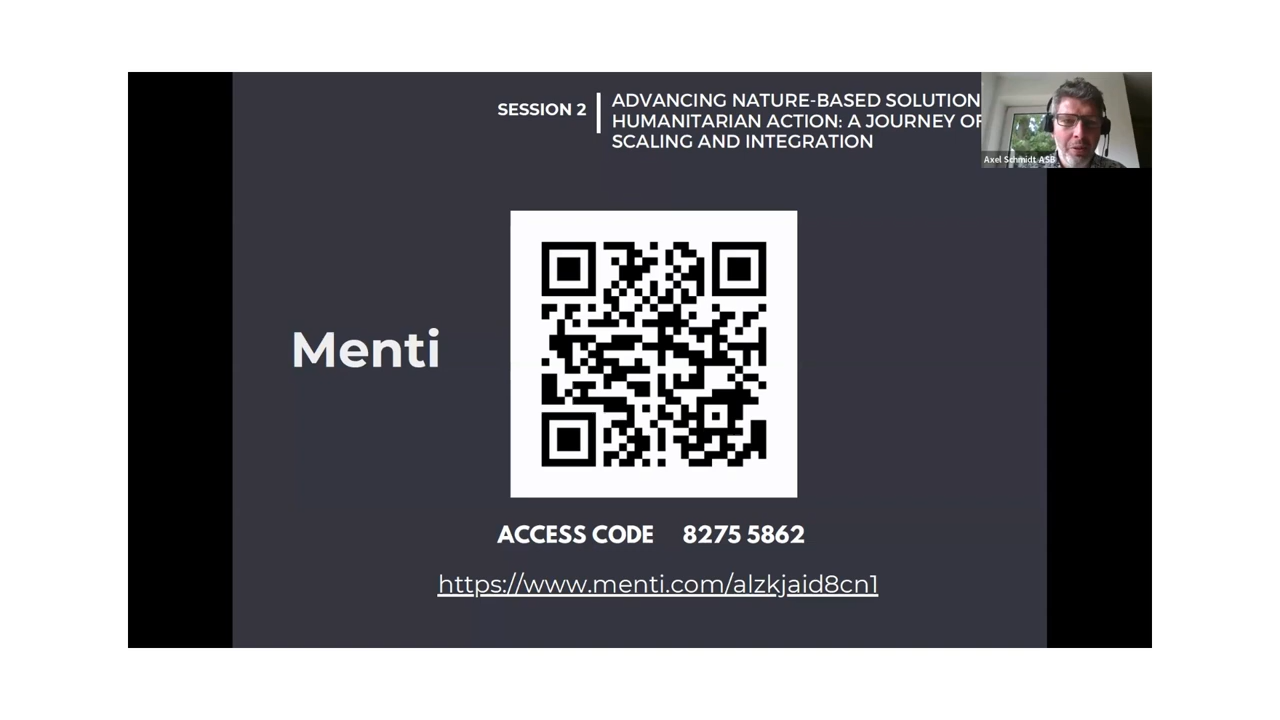 SESSION 2
ADVANCING NATURE-BASED SOLUTION
HUMANITARIAN ACTION: A JOURNEY OF
SCALING AND INTEGRATION
Axel Schmidt ASB
Menti
ACCESS CODE 8275 5862
https://www.menti.com/alzkjaid8cn1